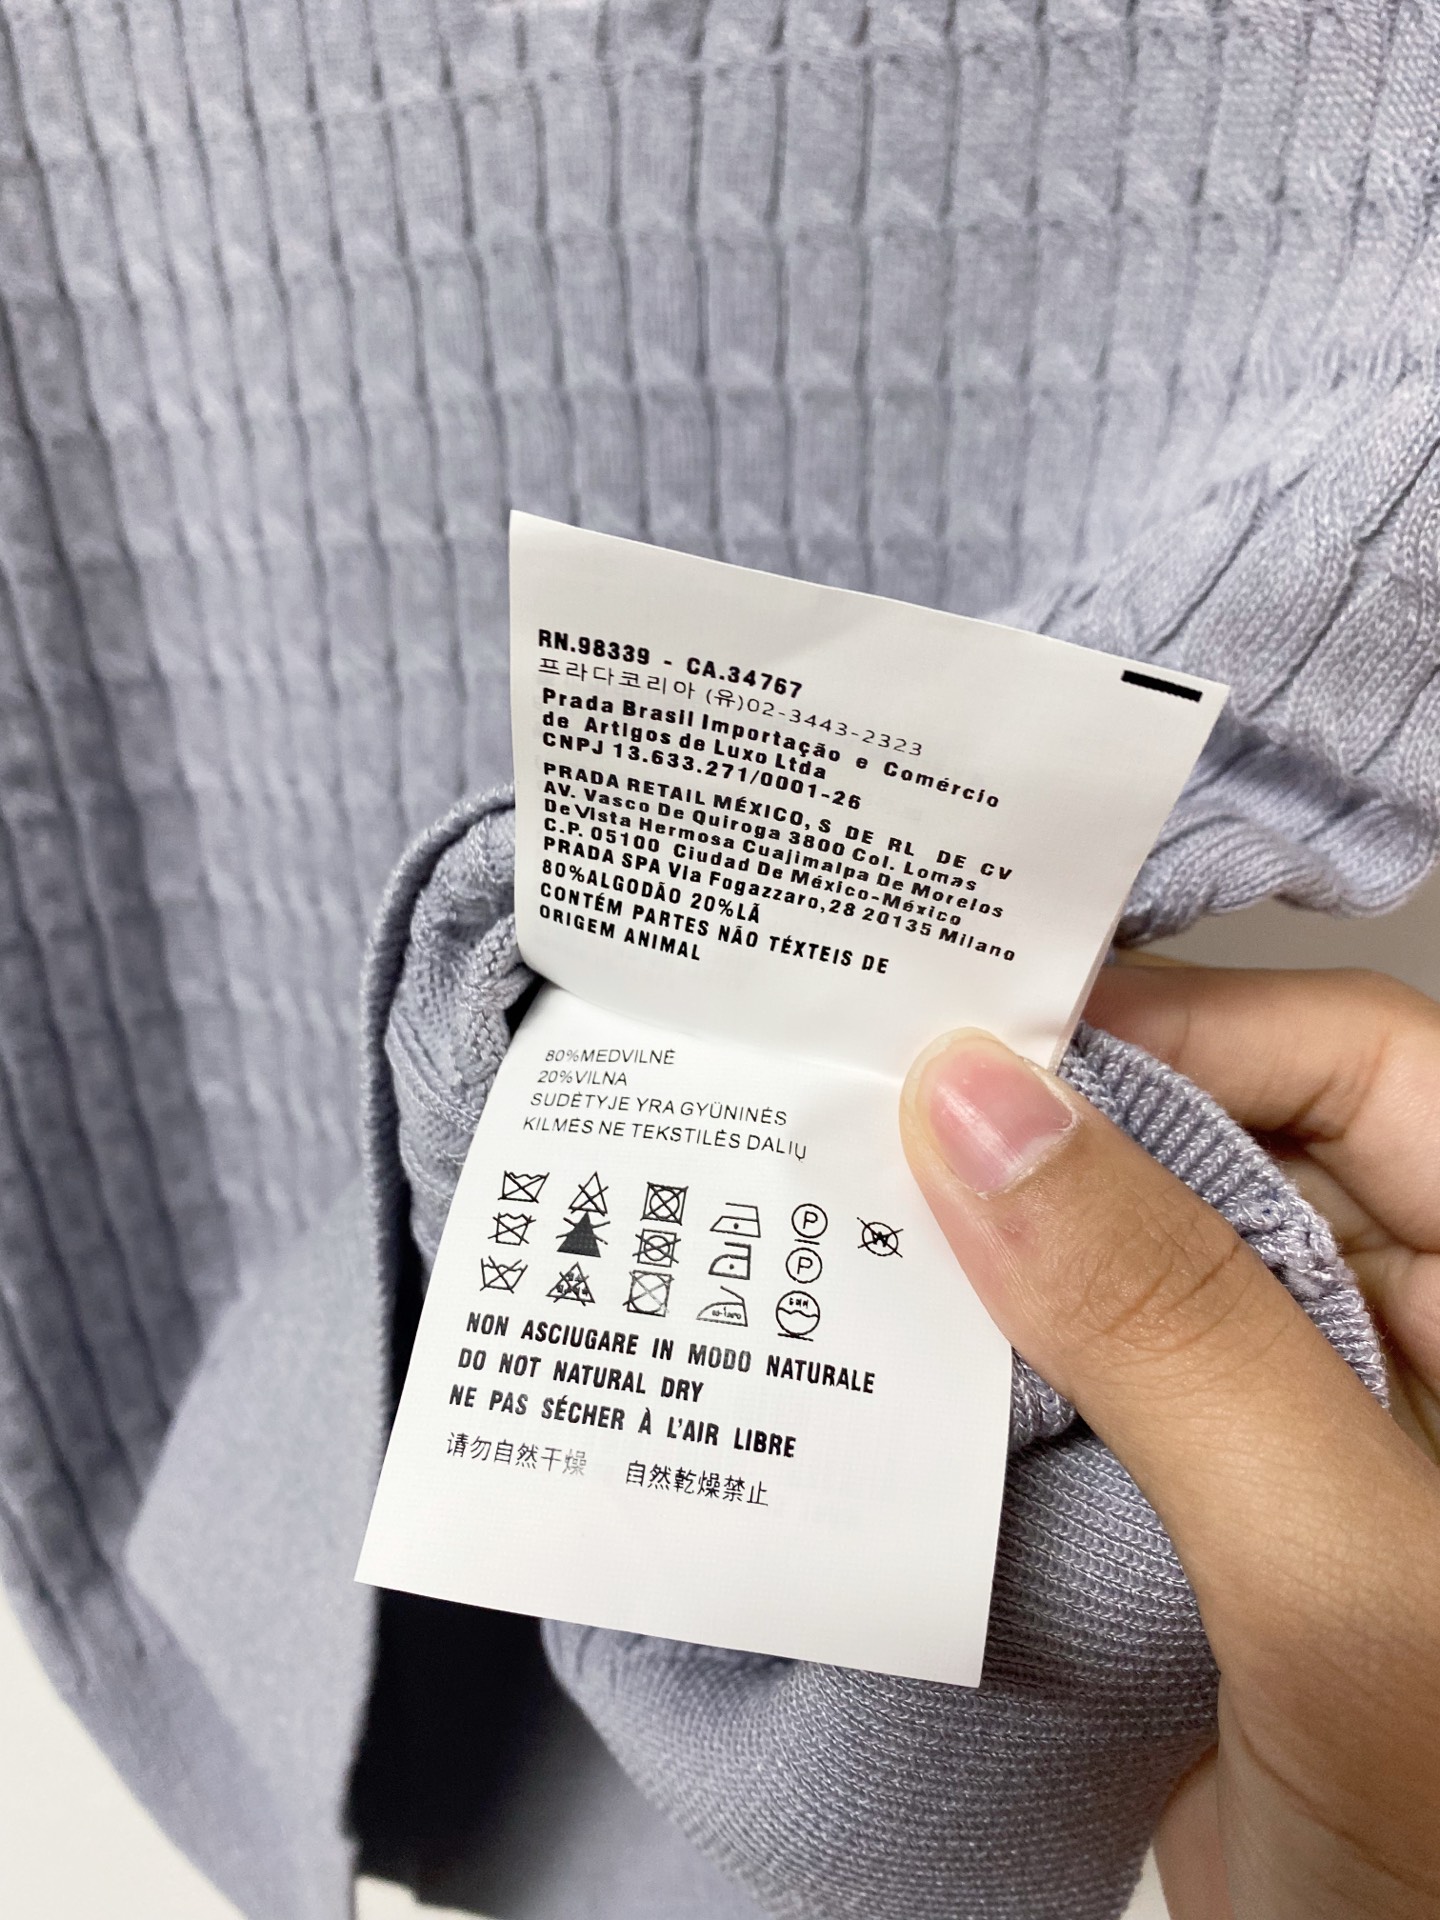 RN.98339 - CA.34767
프라다코리아 (유)02-3443-2323
Prada Brasil Importação e Comércio
de Artigos de Luxo Ltda
CNPJ 13.633.271/0001-26
PRADA RETAIL MÉXICO, S DE RL DE CV
AV. Vasco De Quiroga 3800 Col. Lomas
De Vista Hermosa Cuajimalpa De Morelos
C.P. 05100 Ciudad De México-México
PRADA SPA Via Fogazzaro,28 20135 Milano
80%ALGODÃO 20%LÃ
CONTÉM PARTES NÃO TÉXTEIS DE
ORIGEM ANIMAL
80%MEDVILNĖ
20%VILNA
SUDĖTYJE YRA GYŪNINĖS
KILMĖS NE TEKSTILĖS DALIŲ
P W
P
NON ASCIUGARE IN MODO NATURALE
DO NOT NATURAL DRY
NE PAS SÉCHER À L'AIR LIBRE
请勿自然干燥 自然乾燥禁止